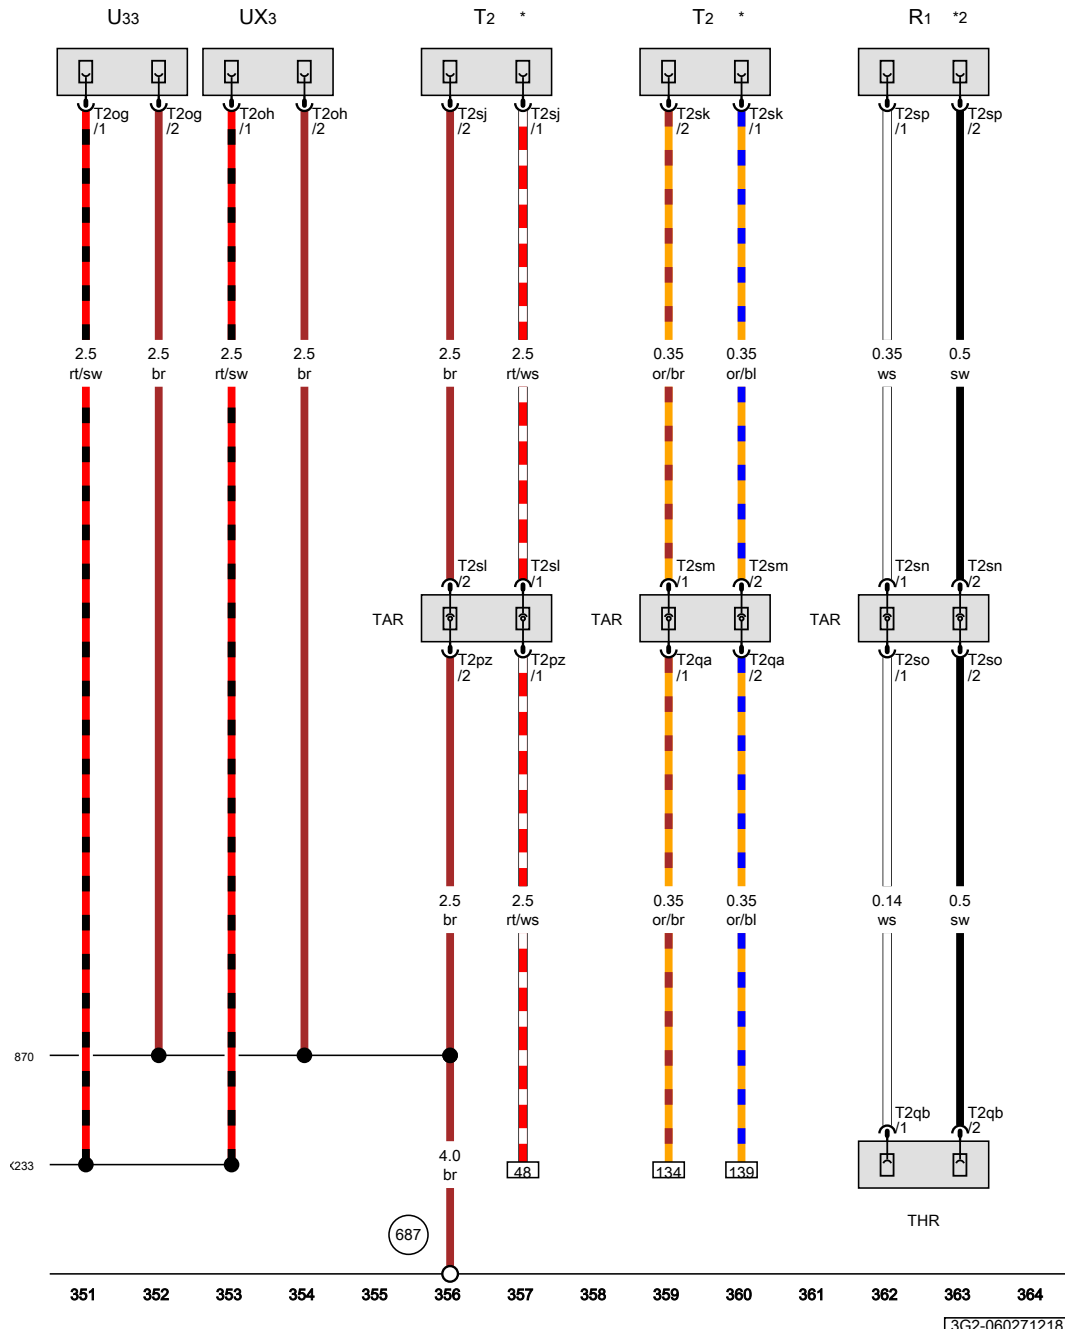 U33 UX3 T2 * T2 * R1 *2
T2og /1 T2og /2 T2oh /1 T2oh /2 T2sj /2 T2sj /1 T2sk /2 T2sk /1 T2sp /1 T2sp /2
2.5 2.5 2.5 2.5 2.5 2.5 0.35 0.35 0.35 0.5
rt/sw br rt/sw br br rt/ws or/br or/bl ws sw
T2sl /2 T2sl /1 T2sm /1 T2sm /2 T2sn /1 T2sn /2
TAR TAR TAR
T2pz /2 T2pz /1 T2qa /1 T2qa /2 T2so /1 T2so /2
2.5 2.5 0.35 0.35 0.14 0.5
br rt/ws or/br or/bl ws sw
870
T2qb /1 T2qb /2
4.0
br
233 48 134 139
THR
687
351 352 353 354 355 356 357 358 359 360 361 362 363 364
3G2-060271218